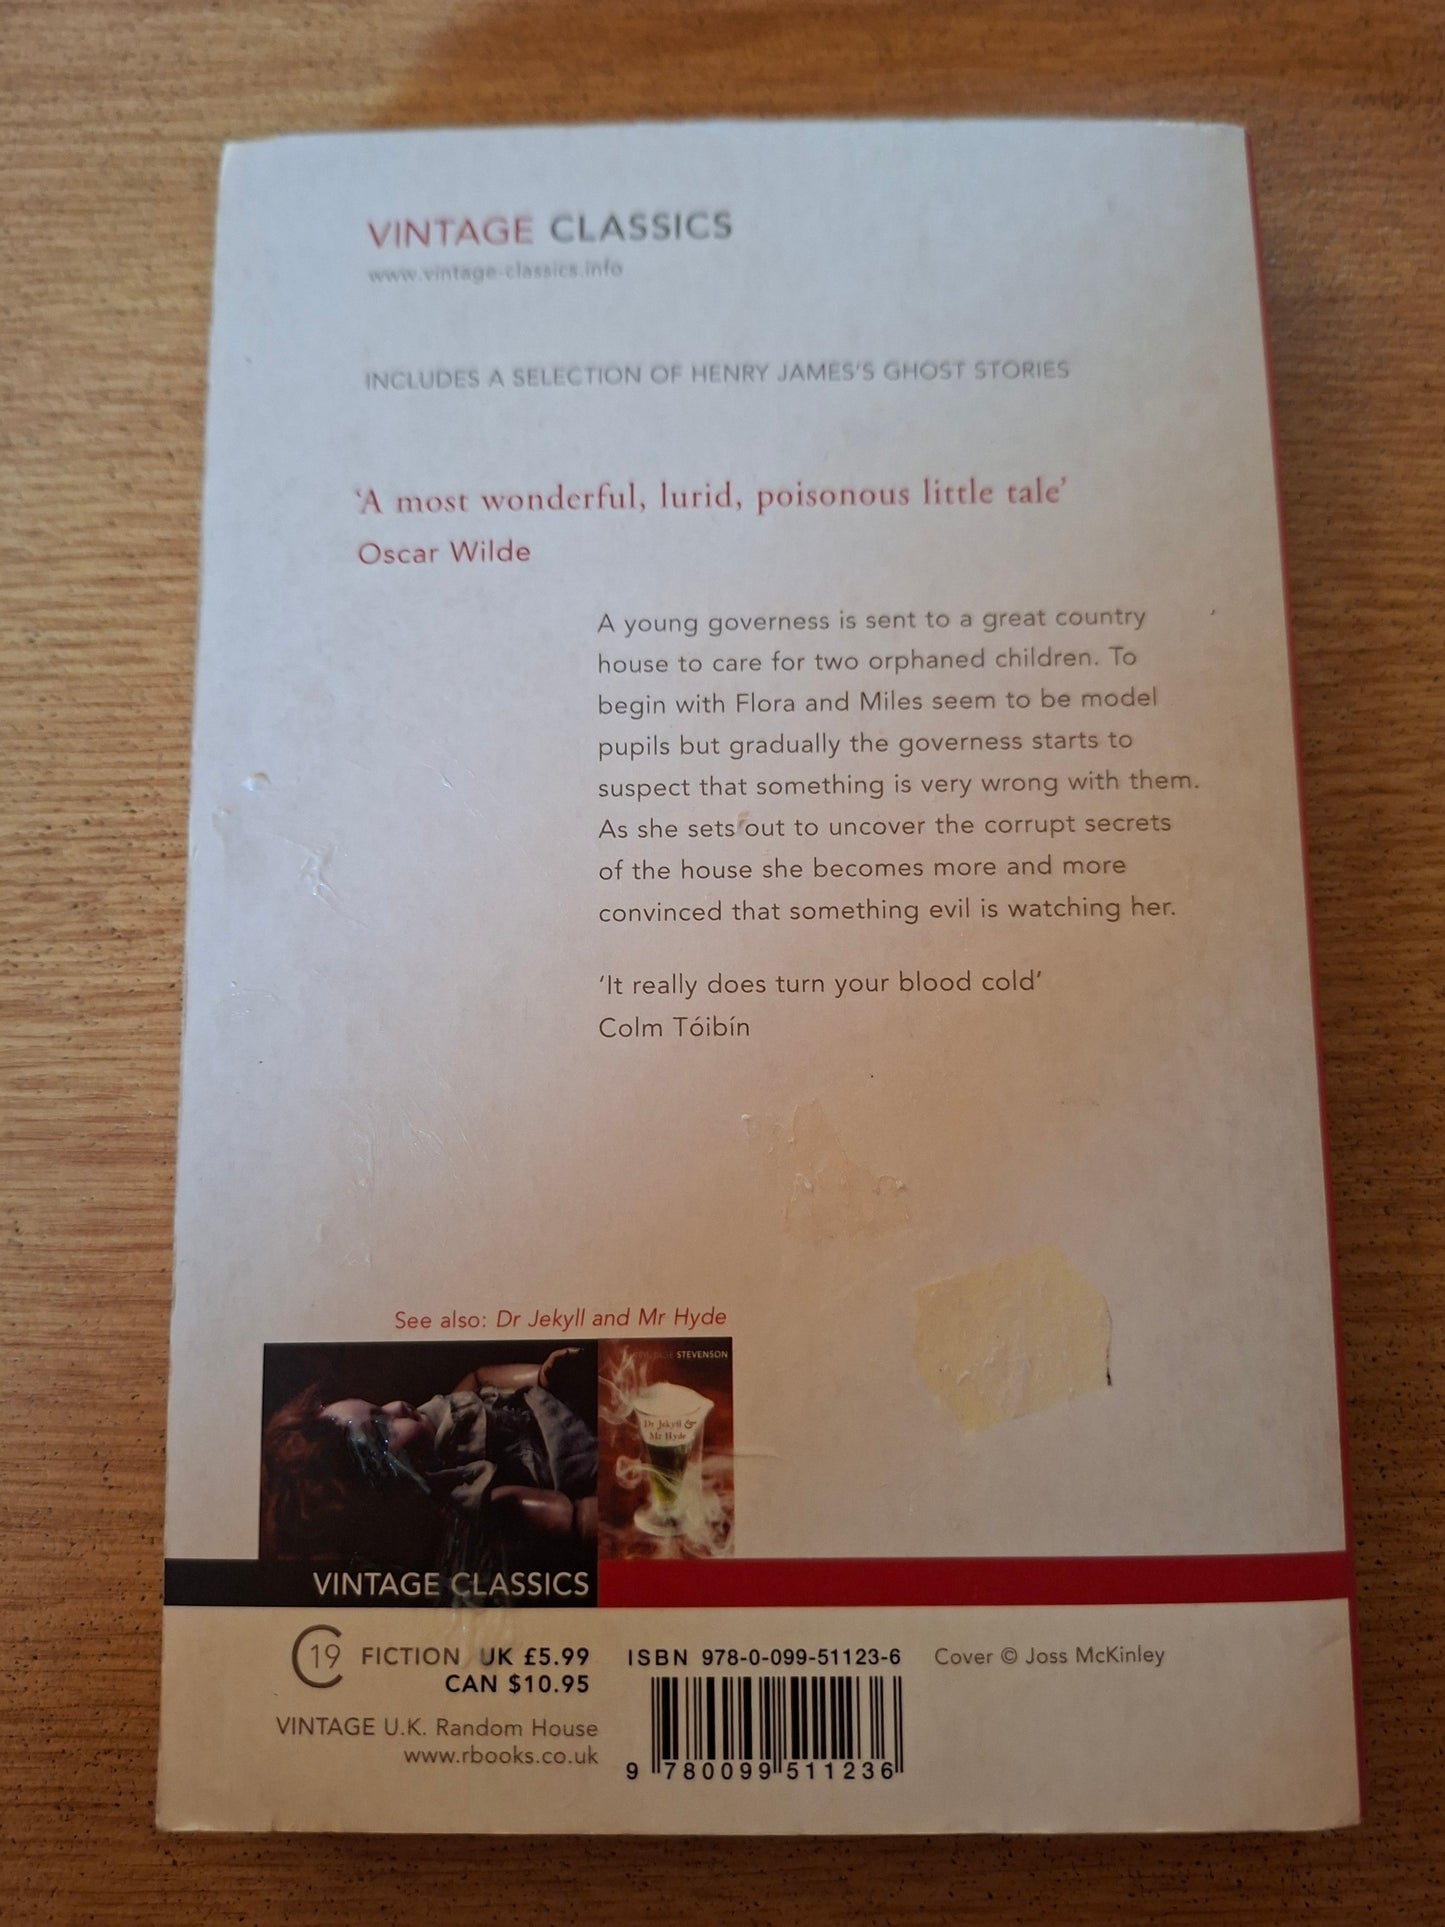 VINTAGE CLASSICS
www.vintage-classics.info
INCLUDES A SELECTION OF HENRY JAMES'S GHOST STORIES
'A most wonderful, lurid, poisonous little tale'
Oscar Wilde
A young governess is sent to a great country
house to care for two orphaned children. To
begin with Flora and Miles seem to be model
pupils but gradually the governess starts to
suspect that something is very wrong with them.
As she sets out to uncover the corrupt secrets
of the house she becomes more and more
convinced that something evil is watching her.
'It really does turn your blood cold'
Colm Tóibín
See also: Dr Jekyll and Mr Hyde
STEVENSON
Dr Jekyll &
Mr Hyde
VINTAGE CLASSICS
C19 FICTION UK £5.99
CAN $10.95
VINTAGE U.K. Random House
www.rbooks.co.uk
ISBN 978-0-099-51123-6
9 780099 511236
Cover © Joss McKinley